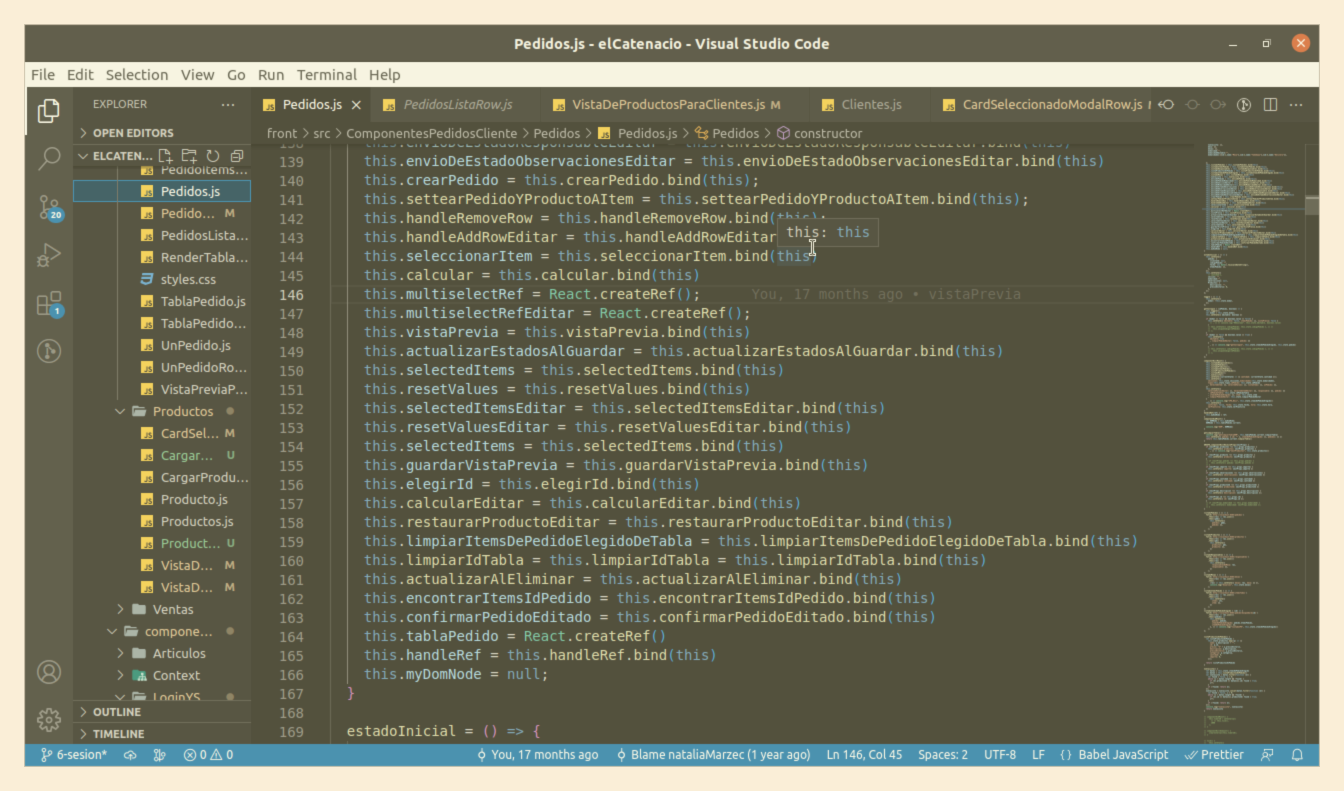 Pedidos.js - elCatenacio - Visual Studio Code
File Edit Selection View Go Run Terminal Help
EXPLORER ···
OPEN EDITORS
ELCATEN...
PedidoItems...
Pedidos.js
Pedido... M
PedidosLista...
RenderTabla...
styles.css
TablaPedido.js
TablaPedido...
UnPedido.js
UnPedidoRo...
VistaPreviaP...
Productos
CardSel... M
Cargar... U
CargarProdu...
Producto.js
Productos.js
Product... U
VistaD... M
VistaD... M
Ventas
compone...
Articulos
Context
LoginYS
OUTLINE
TIMELINE
20
1
Pedidos.js
PedidosListaRow.js
VistaDeProductosParaClientes.js M
Clientes.js
CardSeleccionadoModalRow.js
front > src > ComponentesPedidosCliente > Pedidos > Pedidos.js > Pedidos > constructor
138 this.envioDeEstadoResponsableEditar = this.envioDeEstadoResponsableEditar.bind(this)
139 this.envioDeEstadoObservacionesEditar = this.envioDeEstadoObservacionesEditar.bind(this)
140 this.crearPedido = this.crearPedido.bind(this);
141 this.settearPedidoYProductoAItem = this.settearPedidoYProductoAItem.bind(this);
142 this.handleRemoveRow = this.handleRemoveRow.bind(this);
143 this.handleAddRowEditar = this.handleAddRowEditar
this: this
144 this.seleccionarItem = this.seleccionarItem.bind(this)
145 this.calcular = this.calcular.bind(this)
146 this.multiselectRef = React.createRef(); You, 17 months ago • vistaPrevia
147 this.multiselectRefEditar = React.createRef();
148 this.vistaPrevia = this.vistaPrevia.bind(this)
149 this.actualizarEstadosAlGuardar = this.actualizarEstadosAlGuardar.bind(this)
150 this.selectedItems = this.selectedItems.bind(this)
151 this.resetValues = this.resetValues.bind(this)
152 this.selectedItemsEditar = this.selectedItemsEditar.bind(this)
153 this.resetValuesEditar = this.resetValuesEditar.bind(this)
154 this.selectedItems = this.selectedItems.bind(this)
155 this.guardarVistaPrevia = this.guardarVistaPrevia.bind(this)
156 this.elegirId = this.elegirId.bind(this)
157 this.calcularEditar = this.calcularEditar.bind(this)
158 this.restaurarProductoEditar = this.restaurarProductoEditar.bind(this)
159 this.limpiarItemsDePedidoElegidoDeTabla = this.limpiarItemsDePedidoElegidoDeTabla.bind(this)
160 this.limpiarIdTabla = this.limpiarIdTabla = this.limpiarIdTabla.bind(this)
161 this.actualizarAlEliminar = this.actualizarAlEliminar.bind(this)
162 this.encontrarItemsIdPedido = this.encontrarItemsIdPedido.bind(this)
163 this.confirmarPedidoEditado = this.confirmarPedidoEditado.bind(this)
164 this.tablaPedido = React.createRef()
165 this.handleRef = this.handleRef.bind(this)
166 this.myDomNode = null;
167 }
168
169 estadoInicial = () => {
6-sesion* 0 0 You, 17 months ago Blame nataliaMarzec (1 year ago) Ln 146, Col 45 Spaces: 2 UTF-8 LF {} Babel JavaScript Prettier